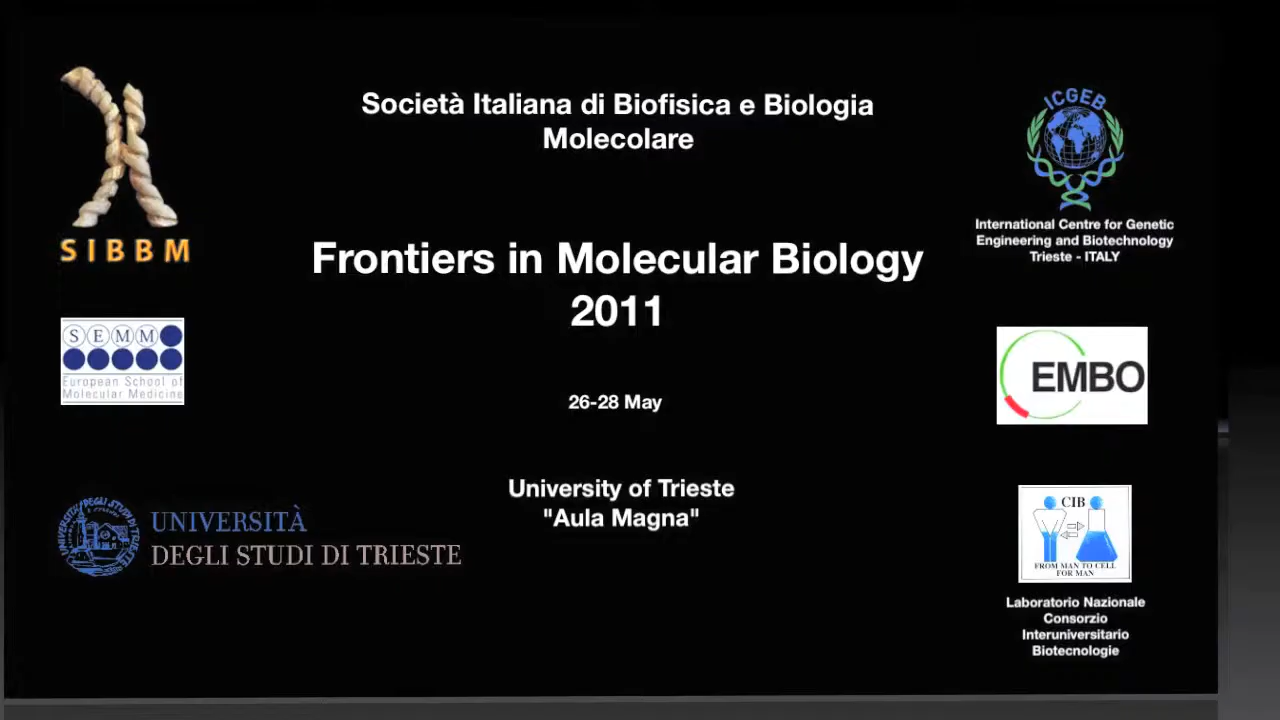 Società Italiana di Biofisica e Biologia
Molecolare
Frontiers in Molecular Biology
2011
26-28 May
University of Trieste
"Aula Magna"
SIBBM
SEMM
European School of
Molecular Medicine
UNIVERSITÀ
DEGLI STUDI DI TRIESTE
ICGEB
International Centre for Genetic
Engineering and Biotechnology
Trieste - ITALY
EMBO
CIB
FROM MAN TO CELL
FOR MAN
Laboratorio Nazionale
Consorzio
Interuniversitario
Biotecnologie